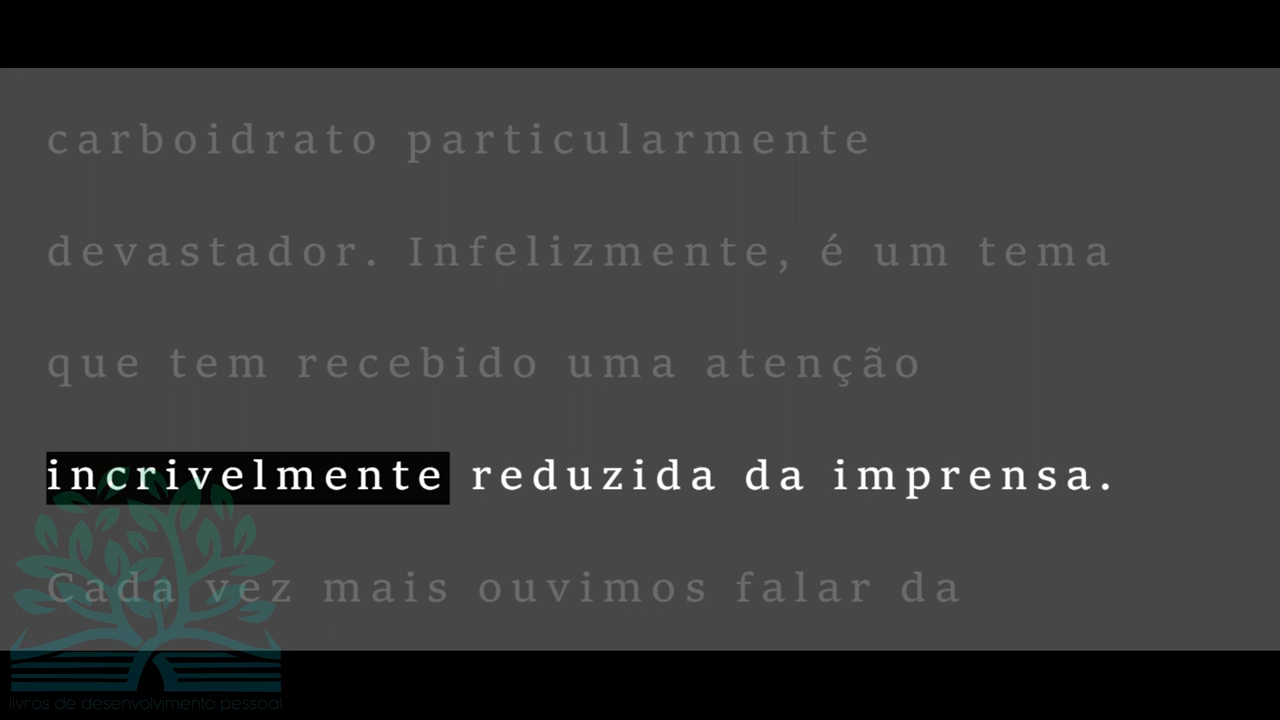 carboidrato particularmente
devastador. Infelizmente, é um tema
que tem recebido uma atenção
incrivelmente reduzida da imprensa.
Cada vez mais ouvimos falar da
livros de desenvolvimento pessoal